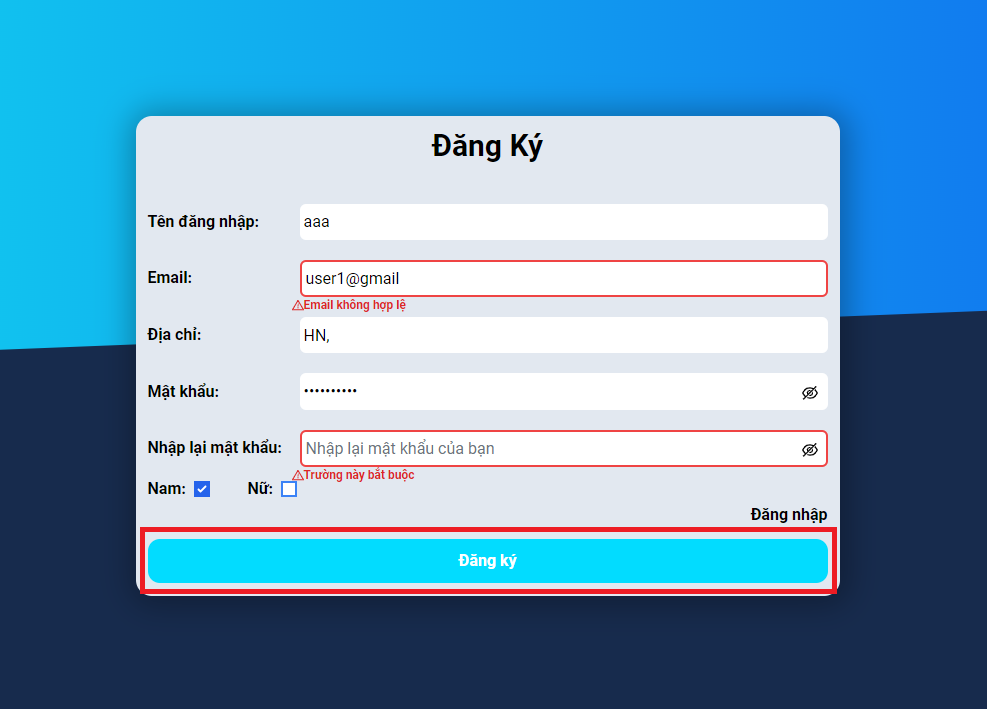 Đăng Ký
Tên đăng nhập: aaa
Email: user1@gmail
Email không hợp lệ
Địa chỉ: HN,
Mật khẩu: ••••••••••
Nhập lại mật khẩu: Nhập lại mật khẩu của bạn
Trường này bắt buộc
Nam: Nữ:
Đăng nhập
Đăng ký